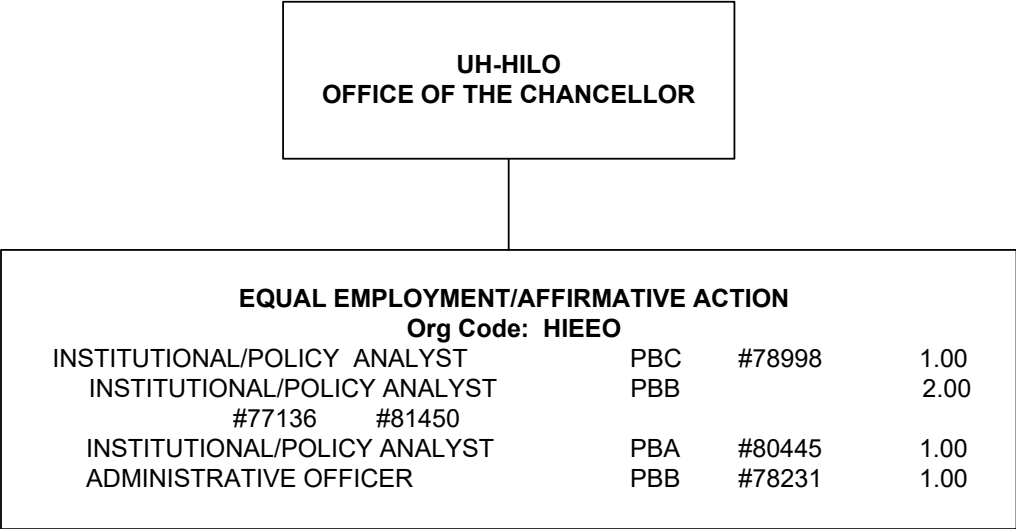 UH-HILO
OFFICE OF THE CHANCELLOR
EQUAL EMPLOYMENT/AFFIRMATIVE ACTION
Org Code: HIEEO
INSTITUTIONAL/POLICY ANALYST PBC #78998 1.00
INSTITUTIONAL/POLICY ANALYST PBB 2.00
#77136 #81450
INSTITUTIONAL/POLICY ANALYST PBA #80445 1.00
ADMINISTRATIVE OFFICER PBB #78231 1.00